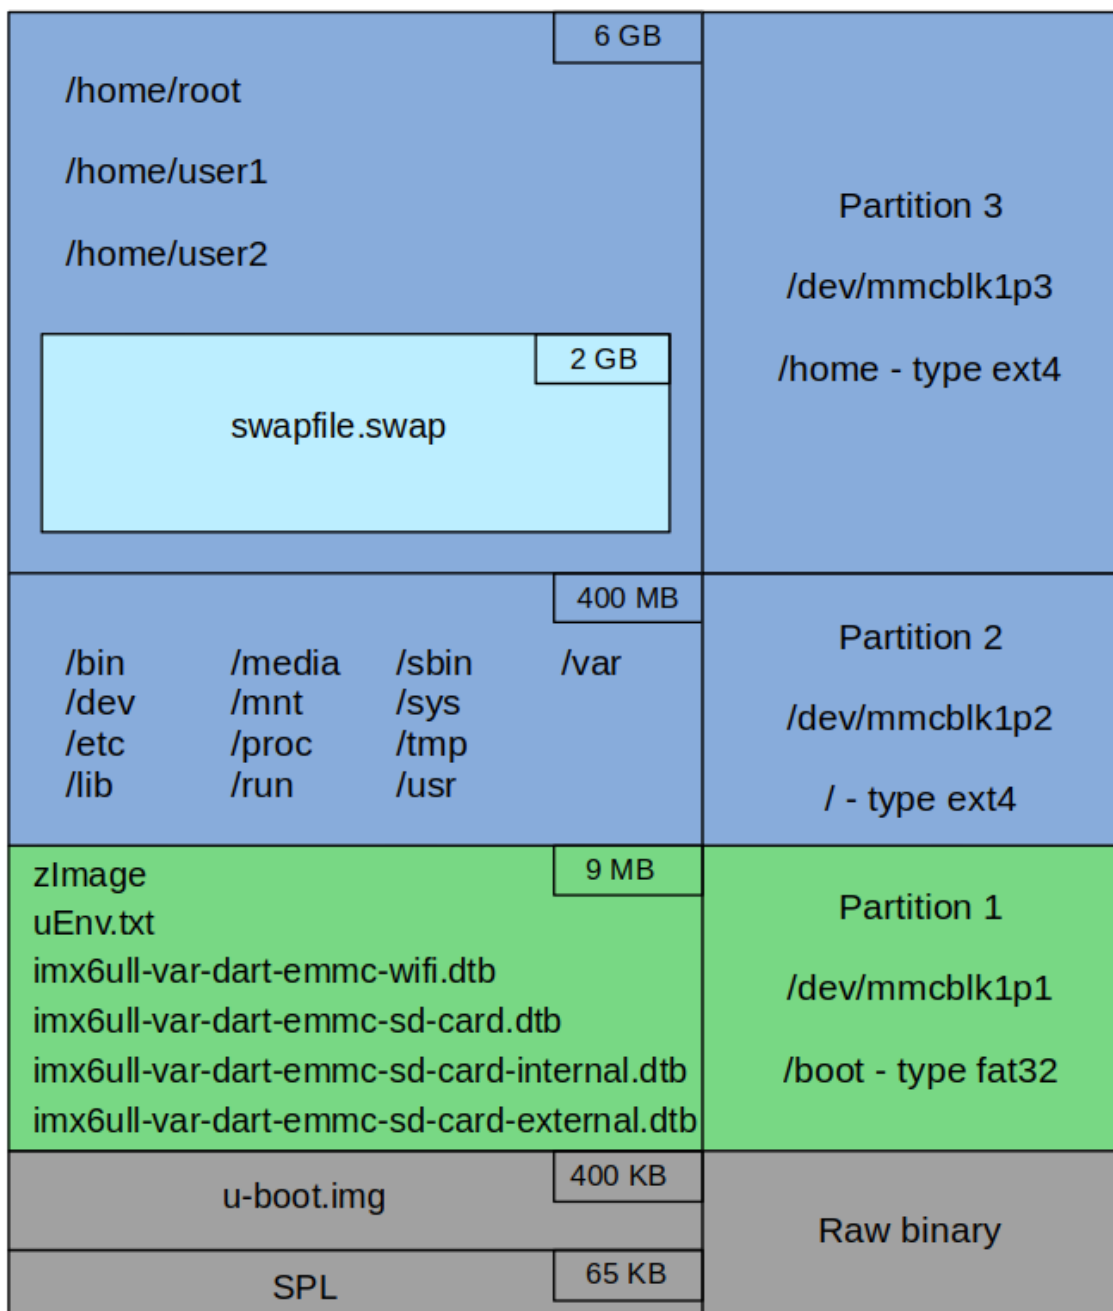 6 GB
/home/root
/home/user1
/home/user2
2 GB
swapfile.swap
Partition 3
/dev/mmcblk1p3
/home - type ext4
400 MB
/bin /media /sbin /var
/dev /mnt /sys
/etc /proc /tmp
/lib /run /usr
Partition 2
/dev/mmcblk1p2
/ - type ext4
9 MB
zImage
uEnv.txt
imx6ull-var-dart-emmc-wifi.dtb
imx6ull-var-dart-emmc-sd-card.dtb
imx6ull-var-dart-emmc-sd-card-internal.dtb
imx6ull-var-dart-emmc-sd-card-external.dtb
Partition 1
/dev/mmcblk1p1
/boot - type fat32
400 KB
u-boot.img
65 KB
SPL
Raw binary